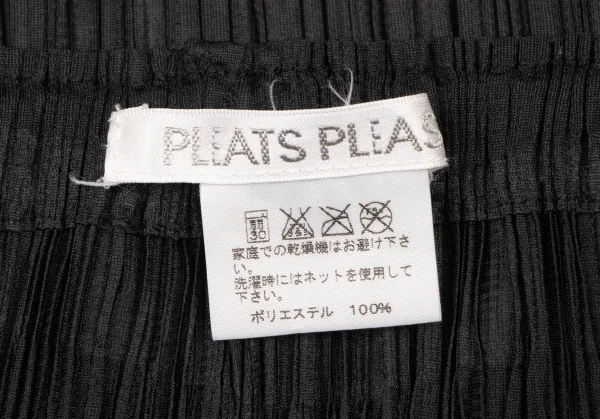 PLEATS PLEAS
家庭での乾燥機はお避け下さ
い。
洗濯時にはネットを使用して
下さい。
ポリエステル 100%